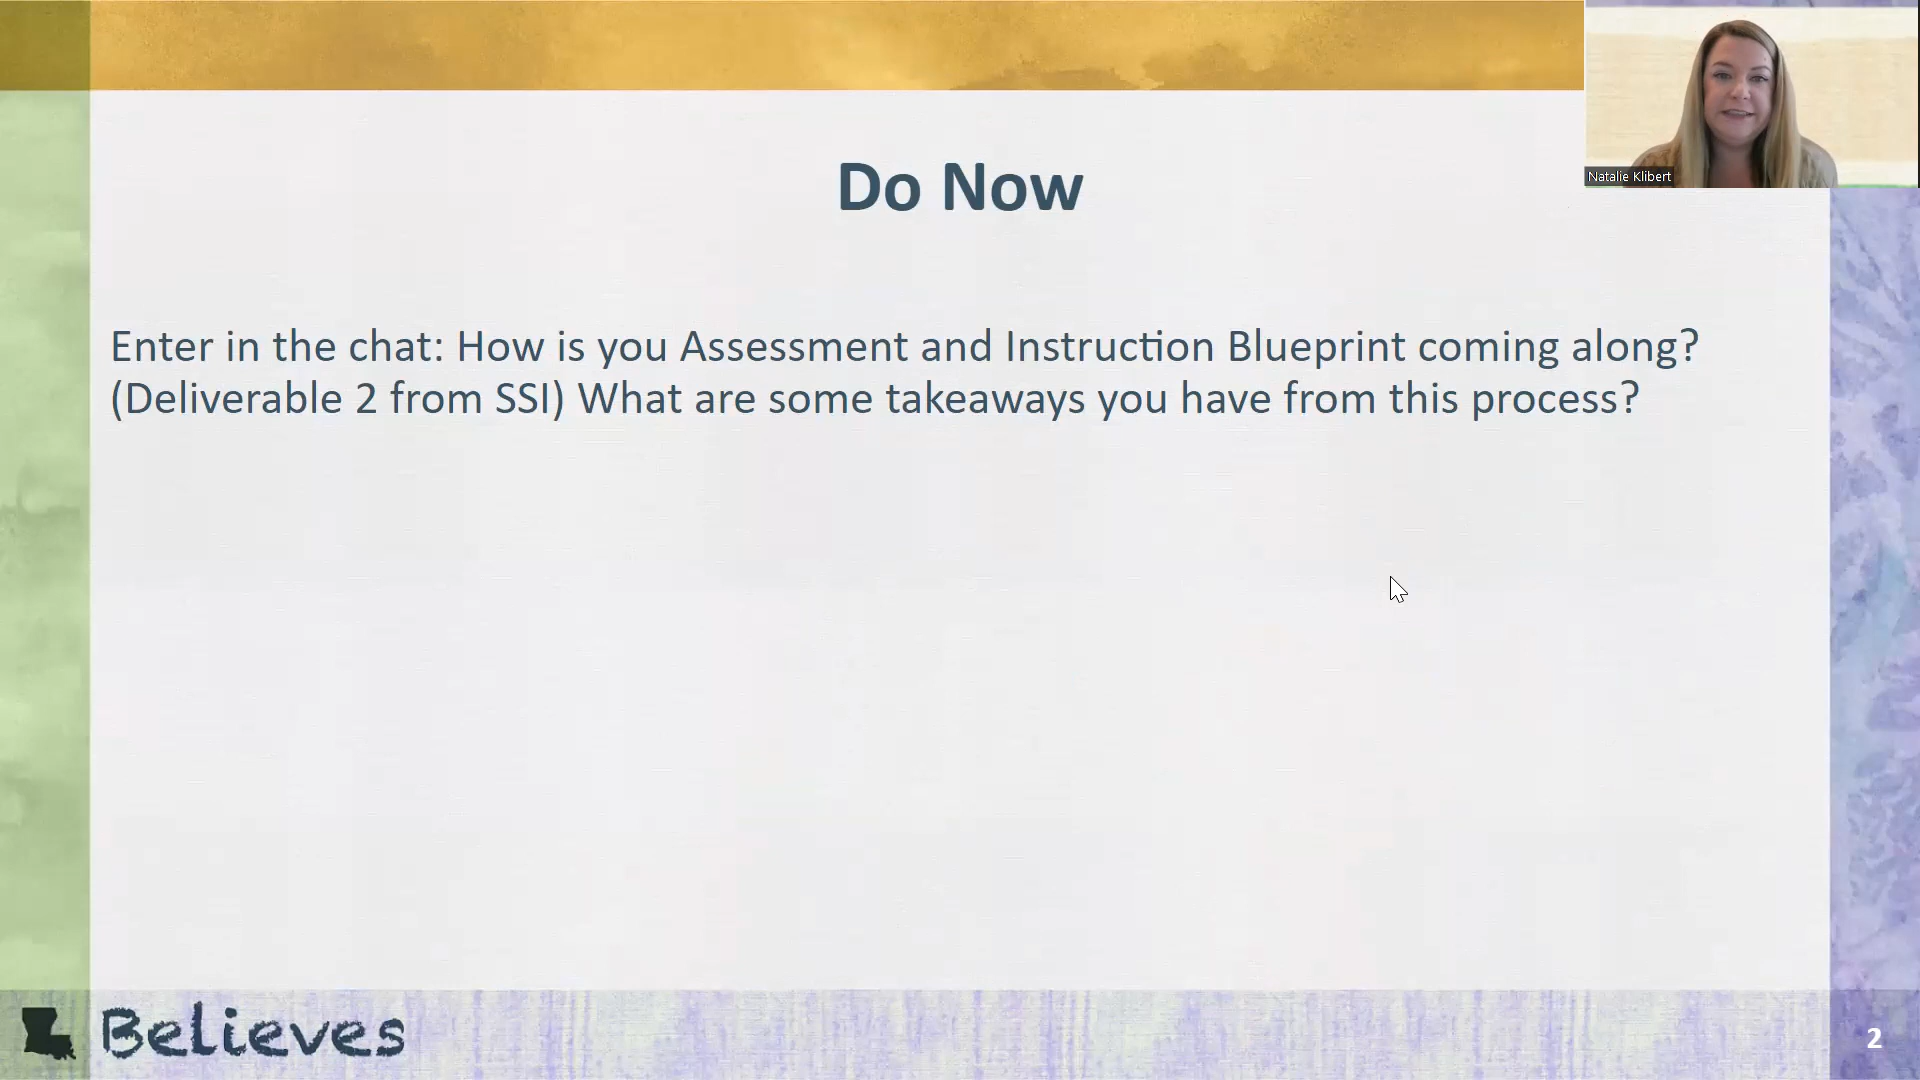 Natalie Klibert
Do Now
Enter in the chat: How is you Assessment and Instruction Blueprint coming along?
(Deliverable 2 from SSI) What are some takeaways you have from this process?
Believes
2